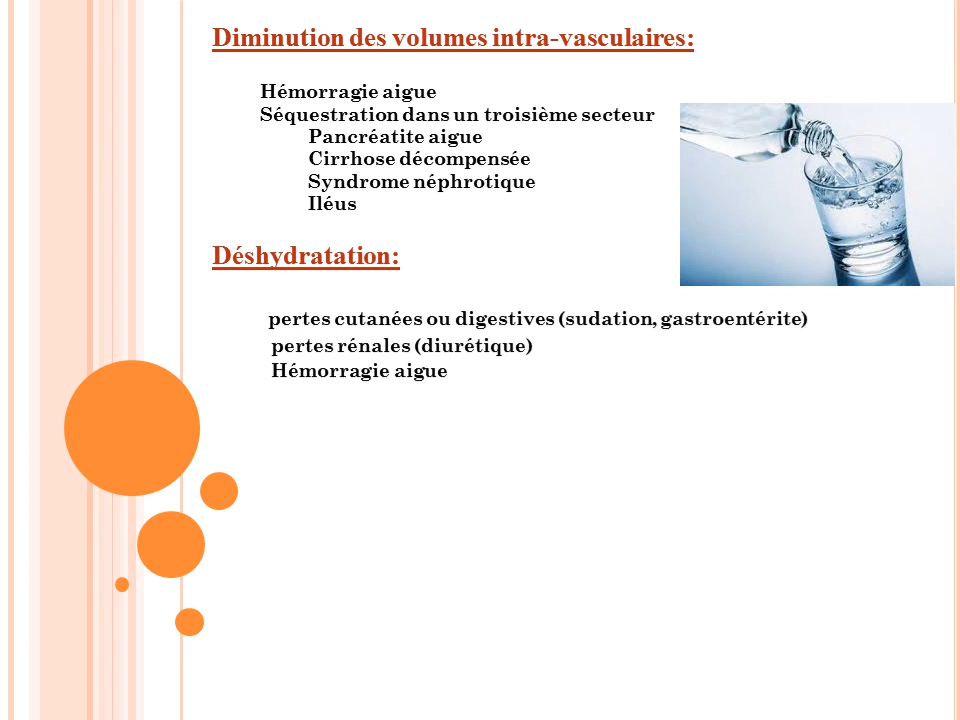 Diminution des volumes intra-vasculaires:
Hémorragie aigue
Séquestration dans un troisième secteur
Pancréatite aigue
Cirrhose décompensée
Syndrome néphrotique
Iléus
Déshydratation:
pertes cutanées ou digestives (sudation, gastroentérite)
pertes rénales (diurétique)
Hémorragie aigue